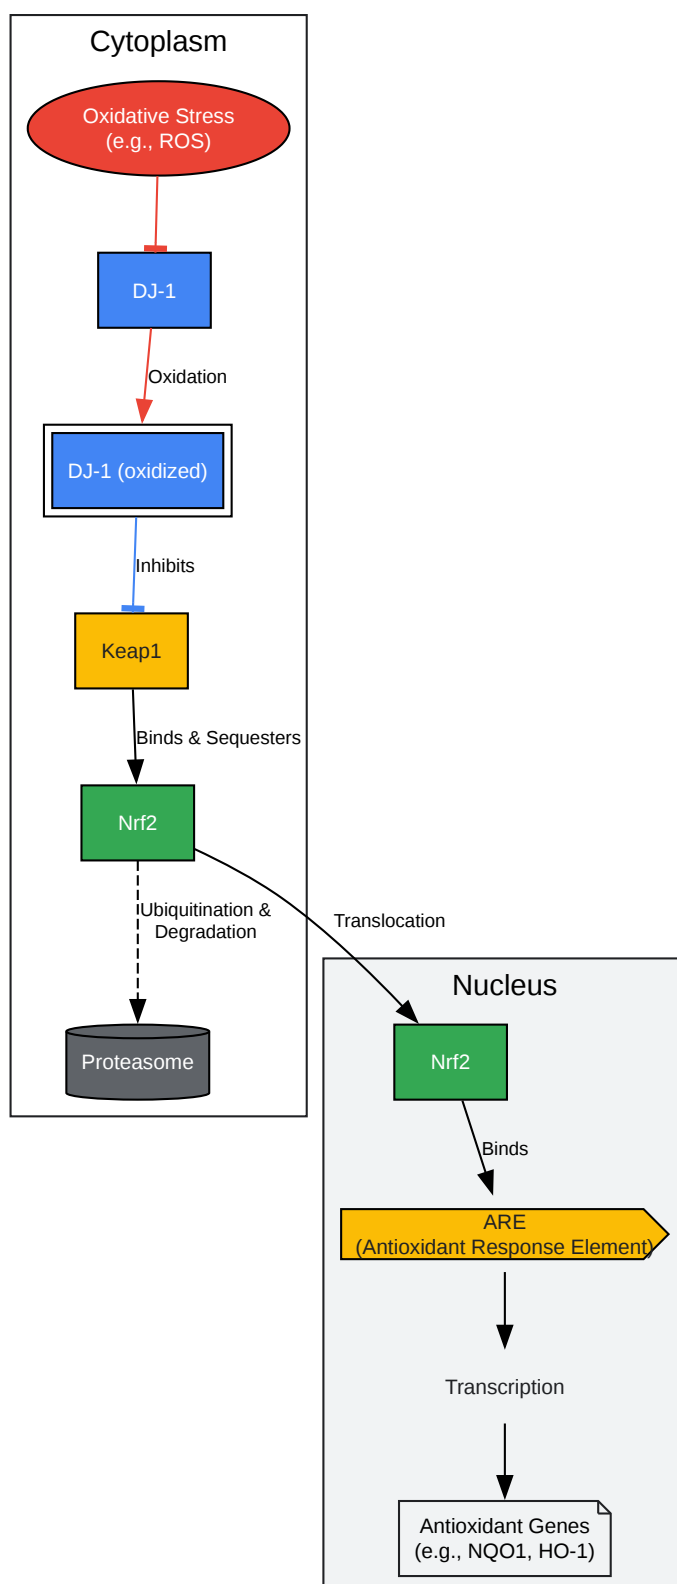 Cytoplasm
Oxidative Stress
(e.g., ROS)
DJ-1
Oxidation
DJ-1 (oxidized)
Inhibits
Keap1
Binds & Sequesters
Nrf2
Ubiquitination &
Degradation
Translocation
Proteasome
Nucleus
Nrf2
Binds
ARE
(Antioxidant Response Element)
Transcription
Antioxidant Genes
(e.g., NQO1, HO-1)